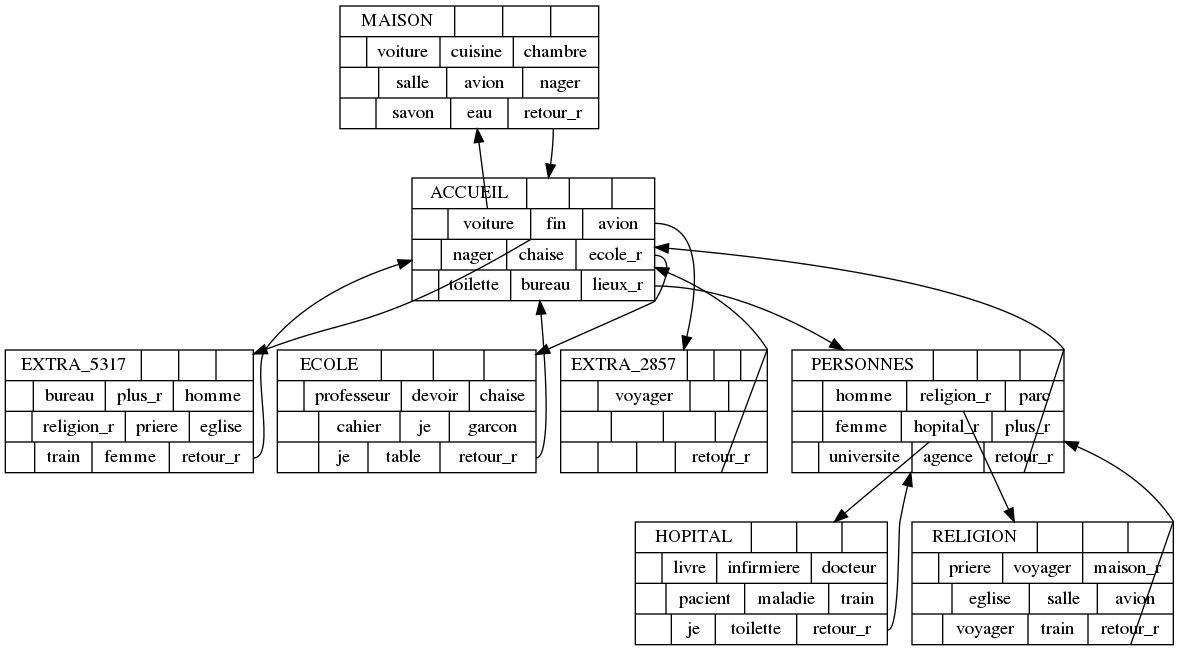 MAISON
voiture cuisine chambre
salle avion nager
savon eau retour_r
ACCUEIL
voiture fin avion
nager chaise ecole_r
toilette bureau lieux_r
EXTRA_5317
bureau plus_r homme
religion_r priere eglise
train femme retour_r
ECOLE
professeur devoir chaise
cahier je garcon
je table retour_r
EXTRA_2857
voyager
retour_r
PERSONNES
homme religion_r parc
femme hopital_r plus_r
universite agence retour_r
HOPITAL
livre infirmiere docteur
pacient maladie train
je toilette retour_r
RELIGION
priere voyager maison_r
eglise salle avion
voyager train retour_r